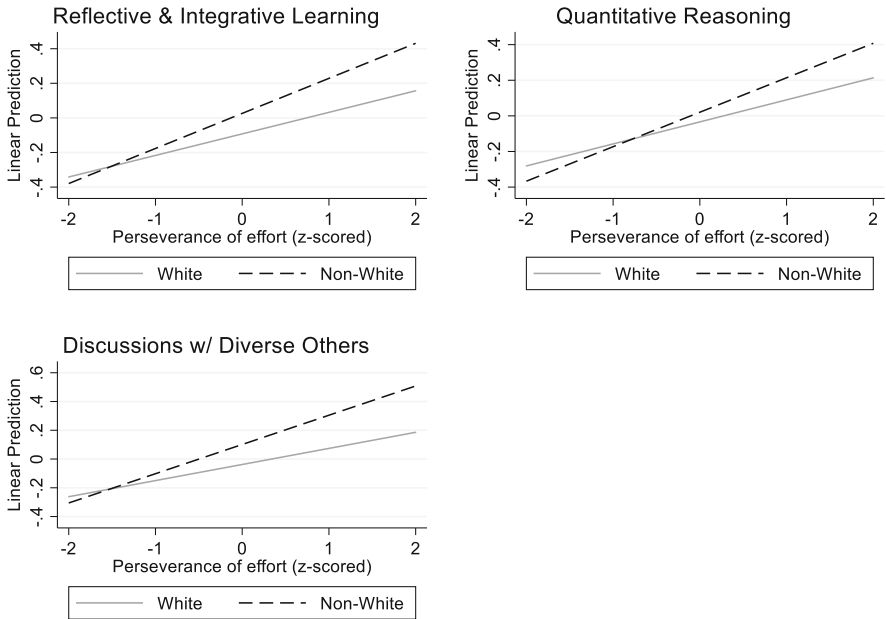 Reflective & Integrative Learning
Linear Prediction
.4
.2
0
-.2
-.4
-2 -1 0 1 2
Perseverance of effort (z-scored)
White Non-White
Quantitative Reasoning
Linear Prediction
.4
.2
0
-.2
-.4
-2 -1 0 1 2
Perseverance of effort (z-scored)
White Non-White
Discussions w/ Diverse Others
Linear Prediction
.6
.4
.2
0
-.2
-.4
-2 -1 0 1 2
Perseverance of effort (z-scored)
White Non-White